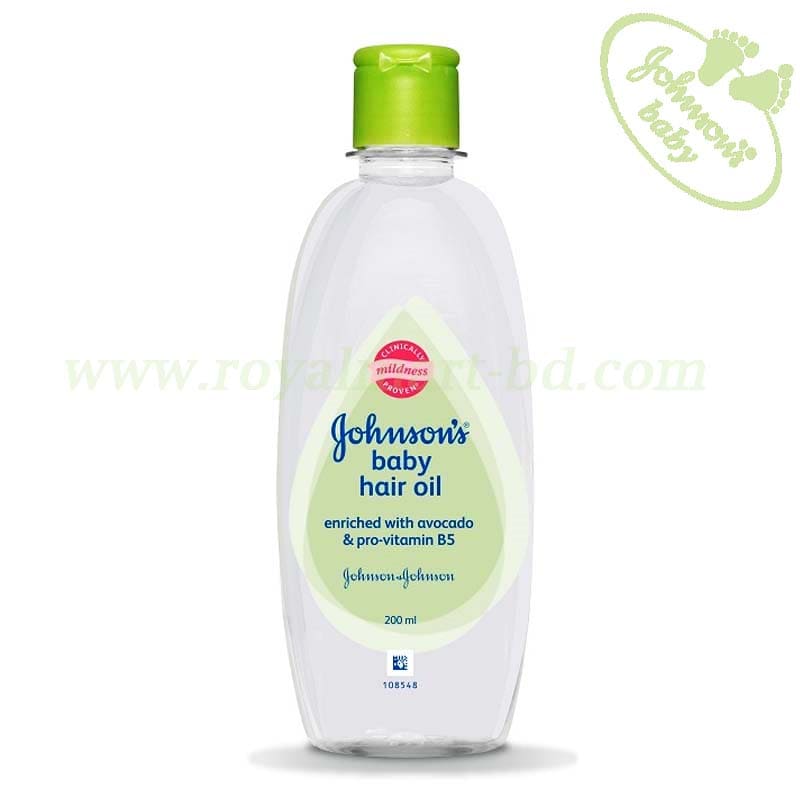 Johnson's
baby
CLINICALLY
mildness
PROVEN
www.royalmart-bd.com
Johnson's®
baby
hair oil
enriched with avocado
& pro-vitamin B5
Johnson & Johnson
200 ml
108548